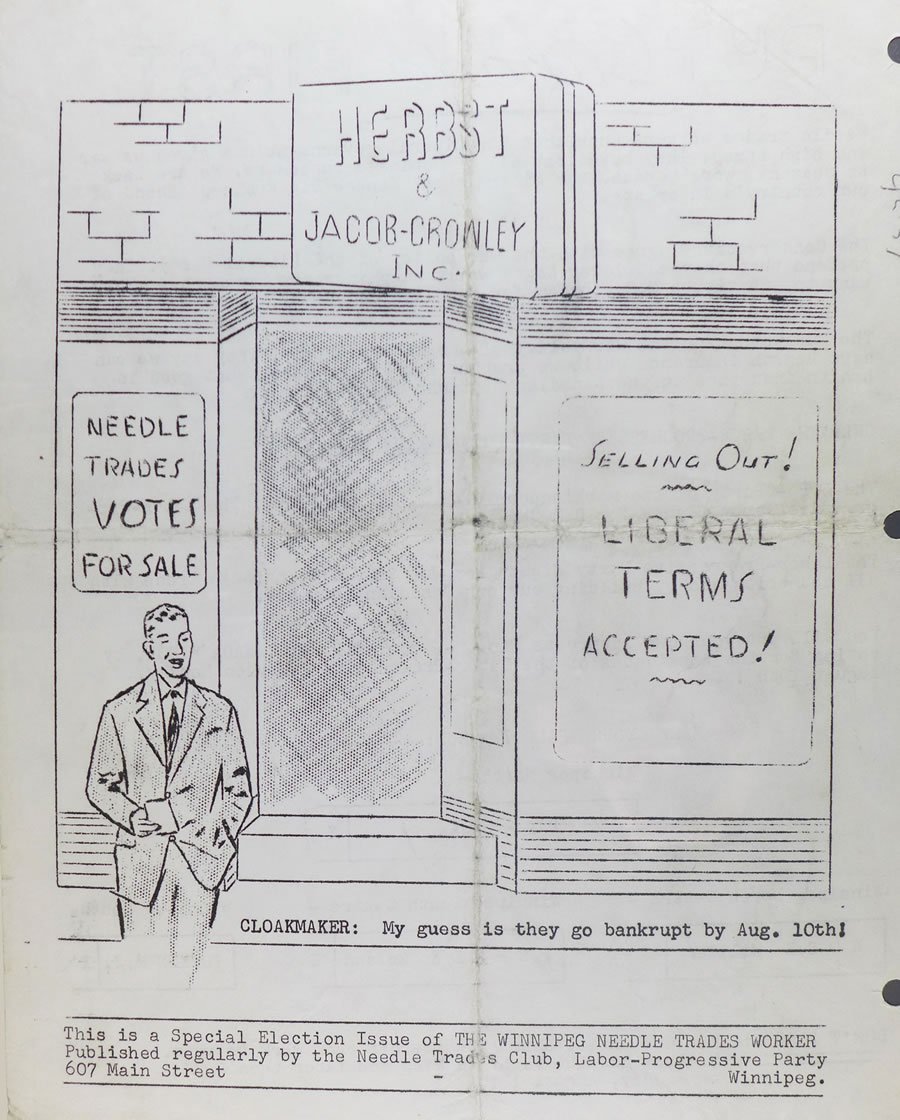 HERBST
&
JACOB-CROWLEY
INC.
NEEDLE
TRADES
VOTES
FOR SALE
SELLING OUT!
LIBERAL
TERMS
ACCEPTED!
CLOAKMAKER: My guess is they go bankrupt by Aug. 10th!
This is a Special Election Issue of THE WINNIPEG NEEDLE TRADES WORKER
Published regularly by the Needle Trades Club, Labor-Progressive Party
607 Main Street - Winnipeg.